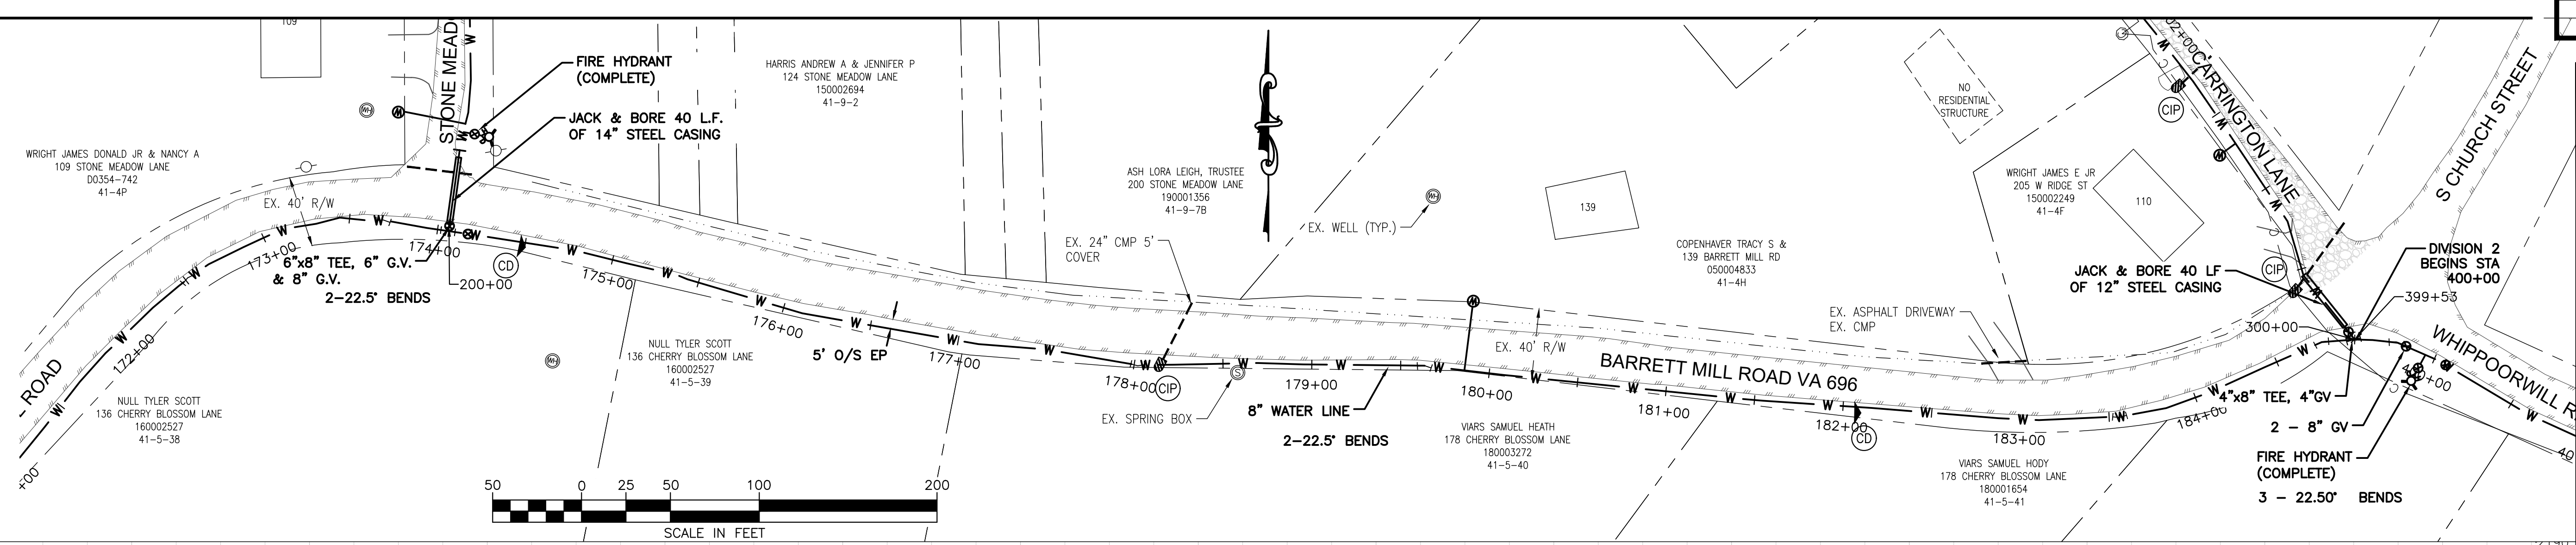 109
STONE MEAD
FIRE HYDRANT
(COMPLETE)
JACK & BORE 40 L.F.
OF 14" STEEL CASING
HARRIS ANDREW A & JENNIFER P
124 STONE MEADOW LANE
150002694
41-9-2
WRIGHT JAMES DONALD JR & NANCY A
109 STONE MEADOW LANE
D0354-742
41-4P
EX. 40' R/W
ASH LORA LEIGH, TRUSTEE
200 STONE MEADOW LANE
190001356
41-9-7B
EX. WELL (TYP.)
EX. 24" CMP 5'
COVER
139
NO
RESIDENTIAL
STRUCTURE
COPENHAVER TRACY S &
139 BARRETT MILL RD
050004833
41-4H
WRIGHT JAMES E JR
205 W RIDGE ST
150002249
41-4F
110
02+00
CARRINGTON LANE
S CHURCH STREET
CIP
CIP
JACK & BORE 40 LF
OF 12" STEEL CASING
DIVISION 2
BEGINS STA
400+00
399+53
300+00
EX. ASPHALT DRIVEWAY
EX. CMP
EX. 40' R/W
BARRETT MILL ROAD VA 696
WHIPPOORWILL R
ROAD
+00
172+00
173+00
174+00
6"x8" TEE, 6" G.V.
& 8" G.V.
2-22.5° BENDS
200+00
CD
175+00
176+00
5' O/S EP
177+00
178+00
CIP
EX. SPRING BOX
179+00
8" WATER LINE
2-22.5° BENDS
180+00
181+00
182+00
CD
183+00
184+00
4"x8" TEE, 4"GV
2 - 8" GV
FIRE HYDRANT
(COMPLETE)
3 - 22.50° BENDS
NULL TYLER SCOTT
136 CHERRY BLOSSOM LANE
160002527
41-5-38
NULL TYLER SCOTT
136 CHERRY BLOSSOM LANE
160002527
41-5-39
VIARS SAMUEL HEATH
178 CHERRY BLOSSOM LANE
180003272
41-5-40
VIARS SAMUEL HODY
178 CHERRY BLOSSOM LANE
180001654
41-5-41
50 0 25 50 100 200
SCALE IN FEET